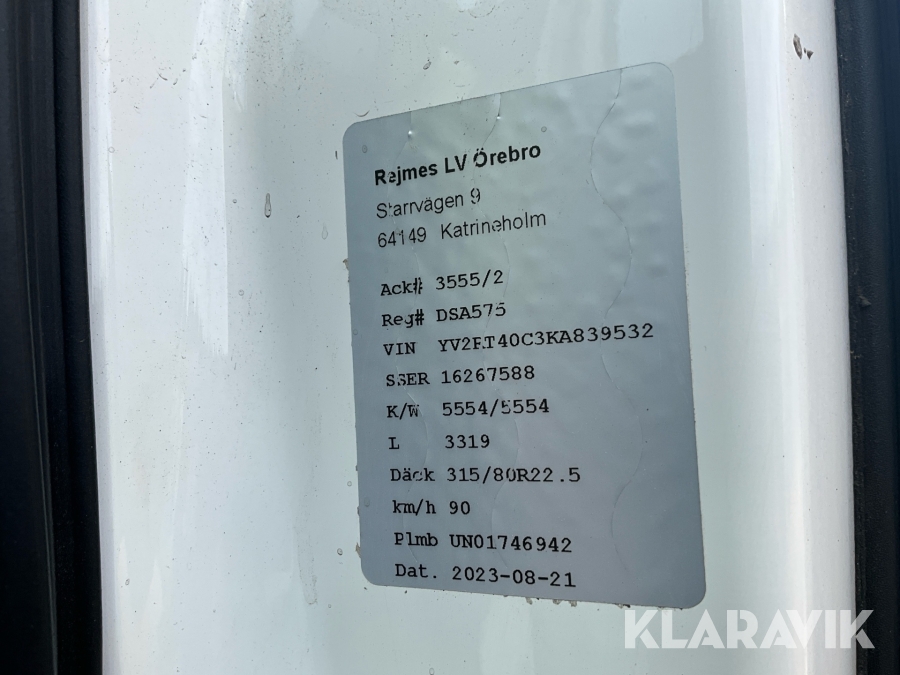 Rejmes LV Örebro
Starrvägen 9
64149 Katrineholm
Ack# 3555/2
Reg# DSA575
VIN YV2RT40C3KA839532
SSER 16267588
K/W 5554/5554
L 3319
Däck 315/80R22.5
km/h 90
Plmb UN01746942
Dat. 2023-08-21
KLARAVIK